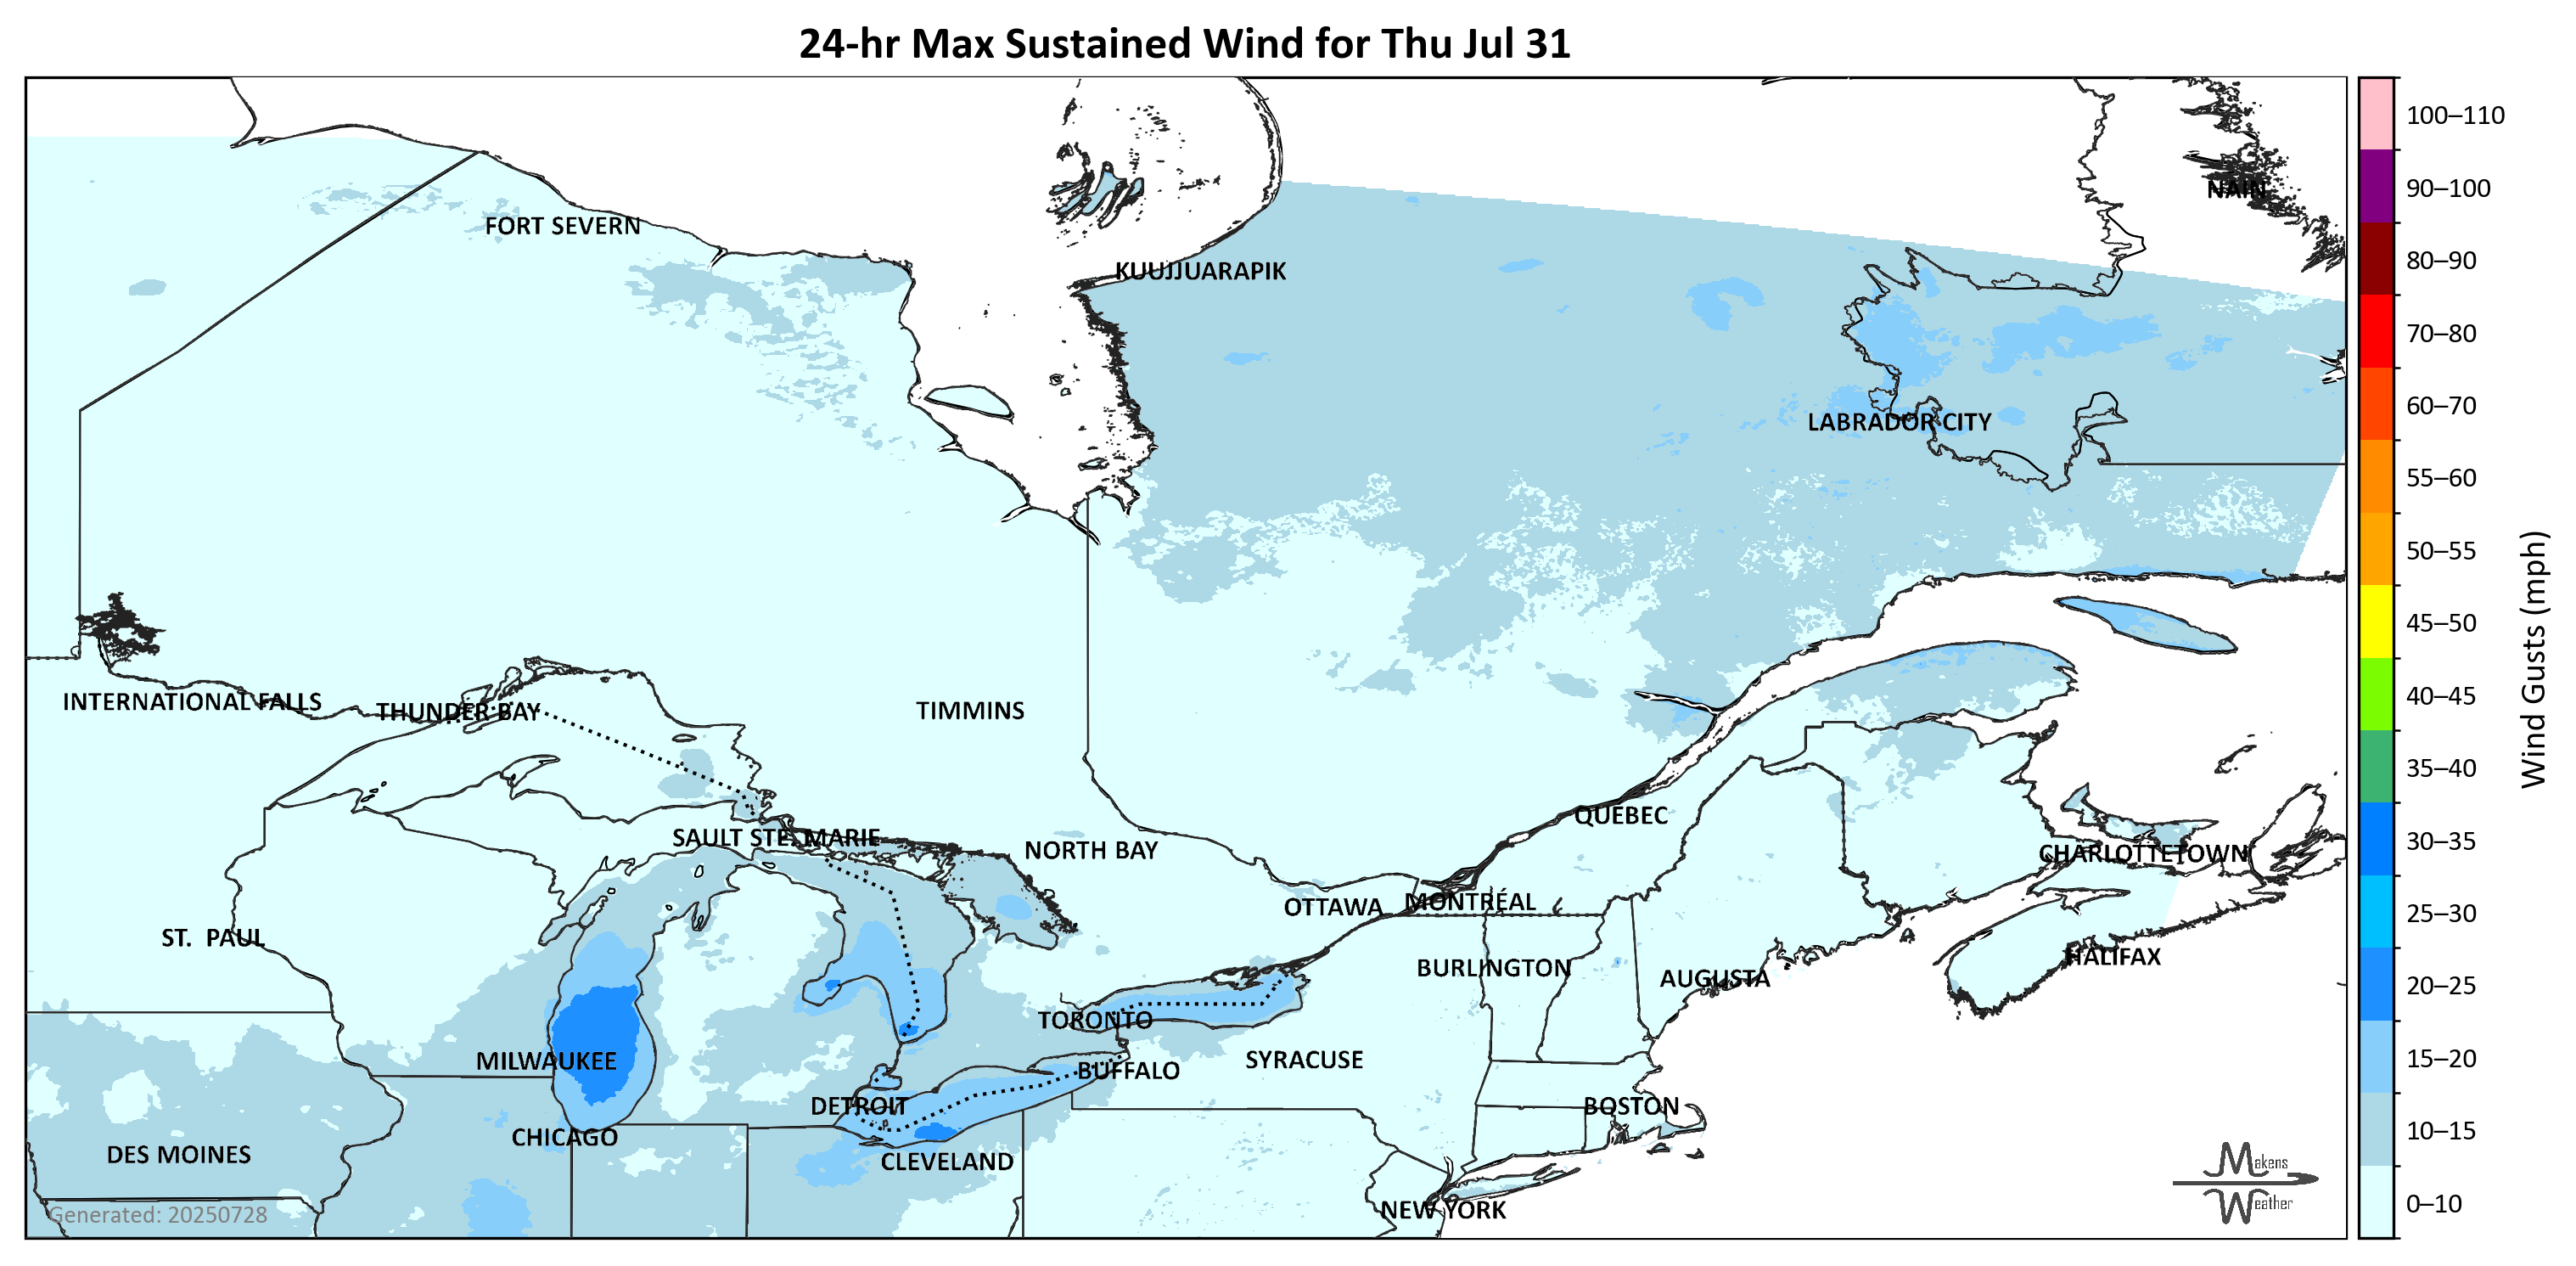 24-hr Max Sustained Wind for Thu Jul 31
100–110
90–100
NAIN
FORT SEVERN
80–90
KUUJJUARAPIK
70–80
60–70
LABRADOR CITY
55–60
50–55
45–50
Wind Gusts (mph)
40–45
INTERNATIONAL FALLS
THUNDER BAY
TIMMINS
35–40
QUÉBEC
30–35
SAULT STE. MARIE
NORTH BAY
CHARLOTTETOWN
OTTAWA
MONTRÉAL
25–30
ST. PAUL
HALIFAX
BURLINGTON
AUGUSTA
20–25
TORONTO
MILWAUKEE
SYRACUSE
15–20
BUFFALO
DETROIT
BOSTON
CHICAGO
10–15
DES MOINES
CLEVELAND
Makens
Weather
NEW YORK
0–10
Generated: 20250728